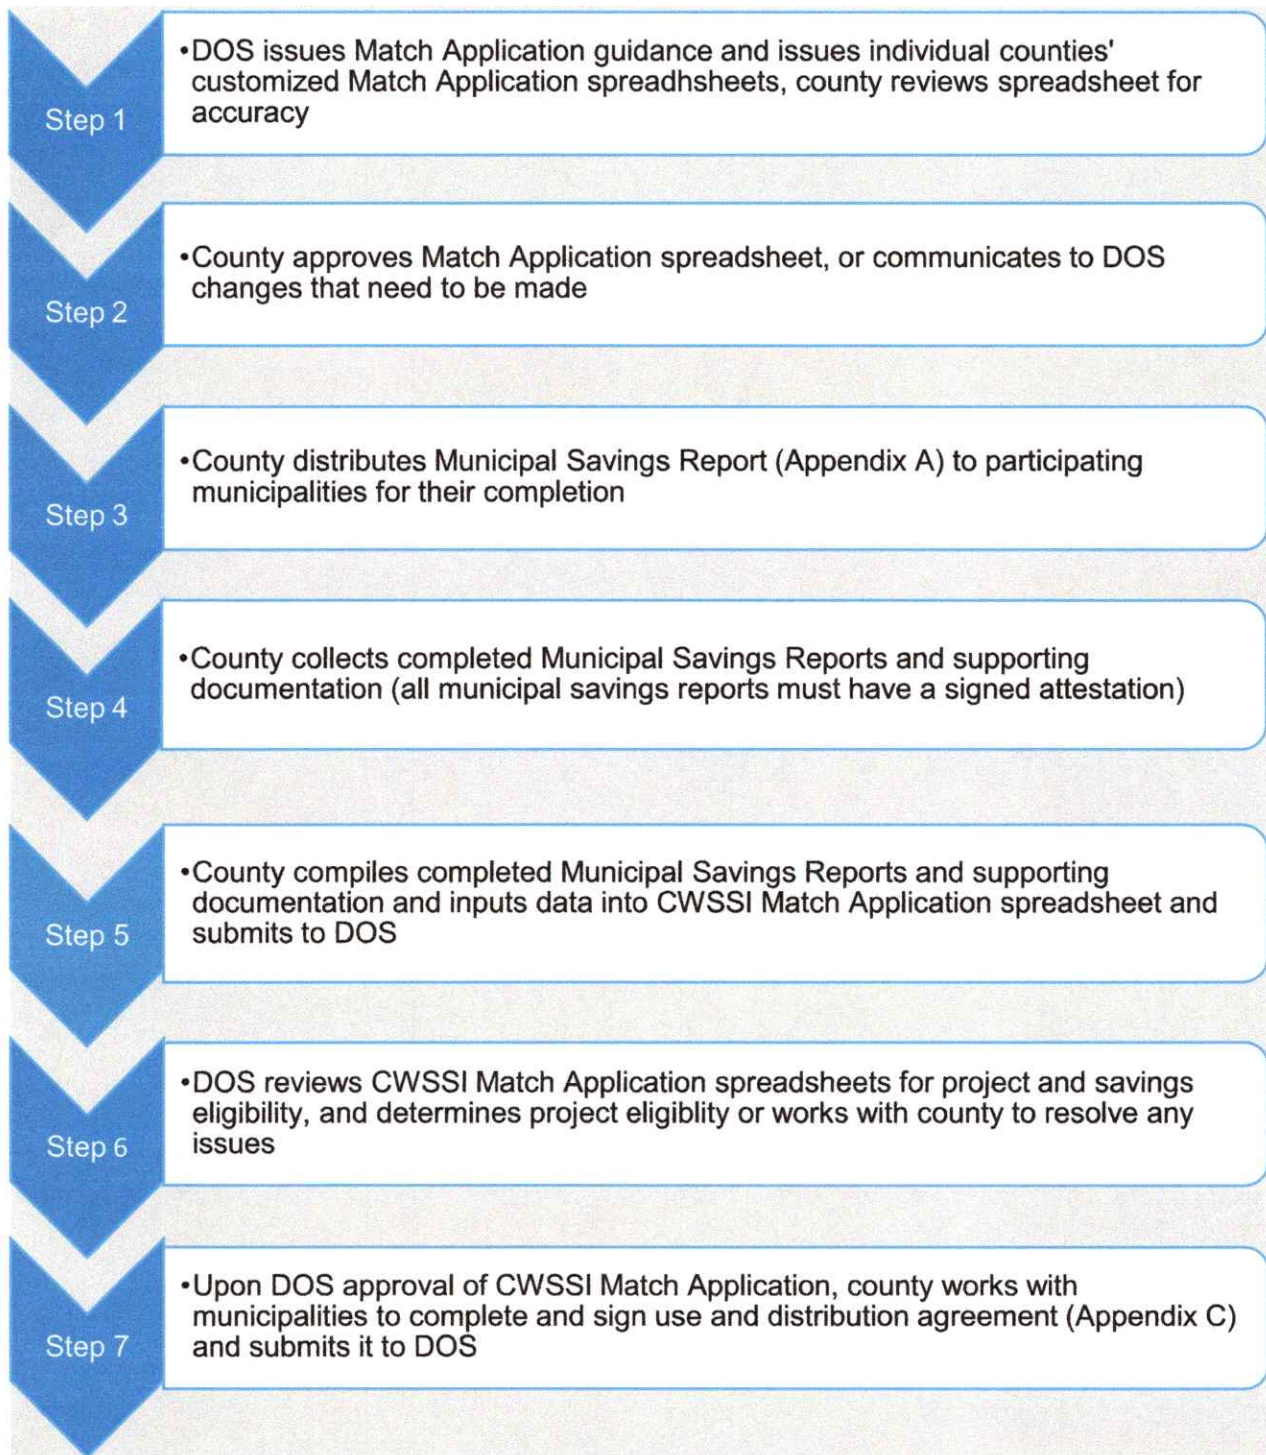 Step 1
•DOS issues Match Application guidance and issues individual counties'
customized Match Application spreadhsheets, county reviews spreadsheet for
accuracy
Step 2
•County approves Match Application spreadsheet, or communicates to DOS
changes that need to be made
Step 3
•County distributes Municipal Savings Report (Appendix A) to participating
municipalities for their completion
Step 4
•County collects completed Municipal Savings Reports and supporting
documentation (all municipal savings reports must have a signed attestation)
Step 5
•County compiles completed Municipal Savings Reports and supporting
documentation and inputs data into CWSSI Match Application spreadsheet and
submits to DOS
Step 6
•DOS reviews CWSSI Match Application spreadsheets for project and savings
eligibility, and determines project eligiblity or works with county to resolve any
issues
Step 7
•Upon DOS approval of CWSSI Match Application, county works with
municipalities to complete and sign use and distribution agreement (Appendix C)
and submits it to DOS